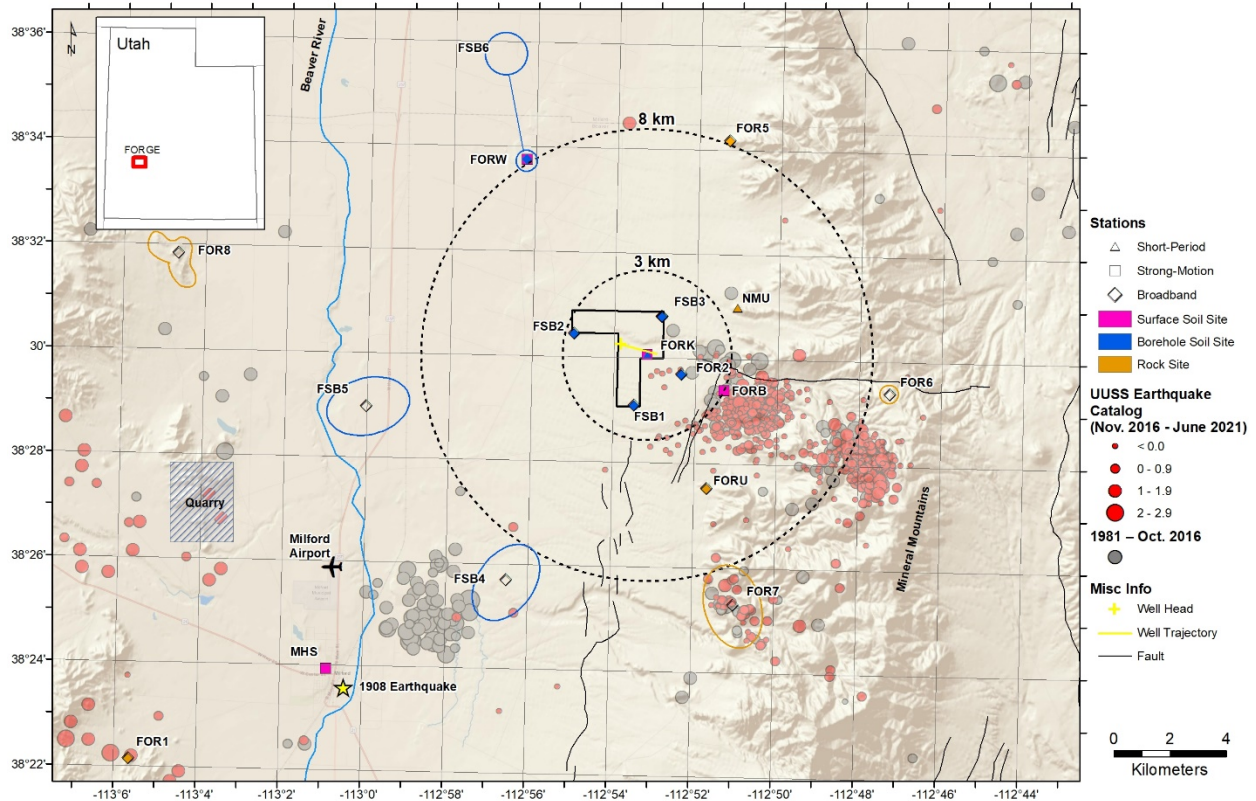 38°36'
38°34'
38°32'
30'
38°28'
38°26'
38°24'
38°22'
N
Utah
FORGE
Beaver River
FSB6
8 km
FOR5
FORW
FOR8
3 km
NMU
FSB3
FSB2
FORK
FOR2
FORB
FOR6
FSB5
FSB1
FORU
Quarry
Milford
Airport
FSB4
FOR7
Mineral Mountains
MHS
1908 Earthquake
FOR1
-113°6'
-113°2'
-113°0'
-112°58'
-112°56'
-112°54'
-112°52'
-112°50'
-112°48'
-112°46'
-112°44'
Stations
Short-Period
Strong-Motion
Broadband
Surface Soil Site
Borehole Soil Site
Rock Site
UUSS Earthquake
Catalog
(Nov. 2016 - June 2021)
< 0.0
0 - 0.9
1 - 1.9
2 - 2.9
1981 – Oct. 2016
Misc Info
Well Head
Well Trajectory
Fault
0 2 4
Kilometers